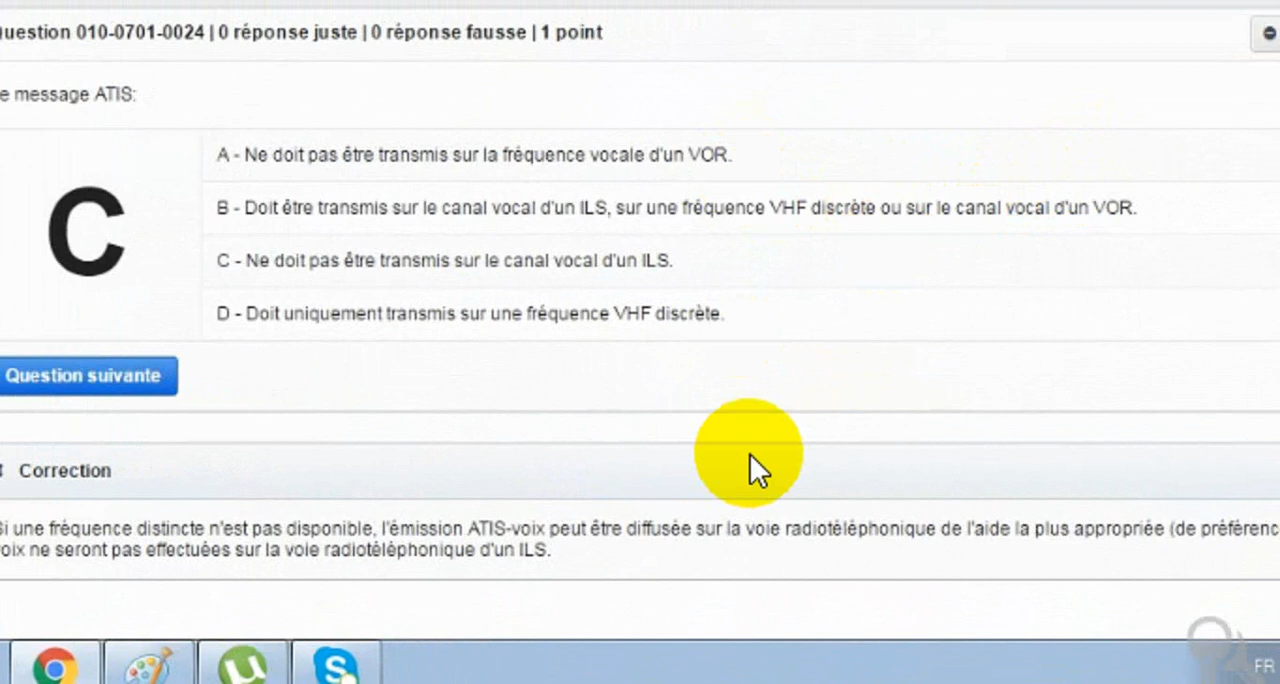 uestion 010-0701-0024 | 0 réponse juste | 0 réponse fausse | 1 point
e message ATIS:
A - Ne doit pas être transmis sur la fréquence vocale d'un VOR.
B - Doit être transmis sur le canal vocal d'un ILS, sur une fréquence VHF discrète ou sur le canal vocal d'un VOR.
C
C - Ne doit pas être transmis sur le canal vocal d'un ILS.
D - Doit uniquement transmis sur une fréquence VHF discrète.
Question suivante
Correction
Si une fréquence distincte n'est pas disponible, l'émission ATIS-voix peut être diffusée sur la voie radiotéléphonique de l'aide la plus appropriée (de préférenc
oix ne seront pas effectuées sur la voie radiotéléphonique d'un ILS.
FR